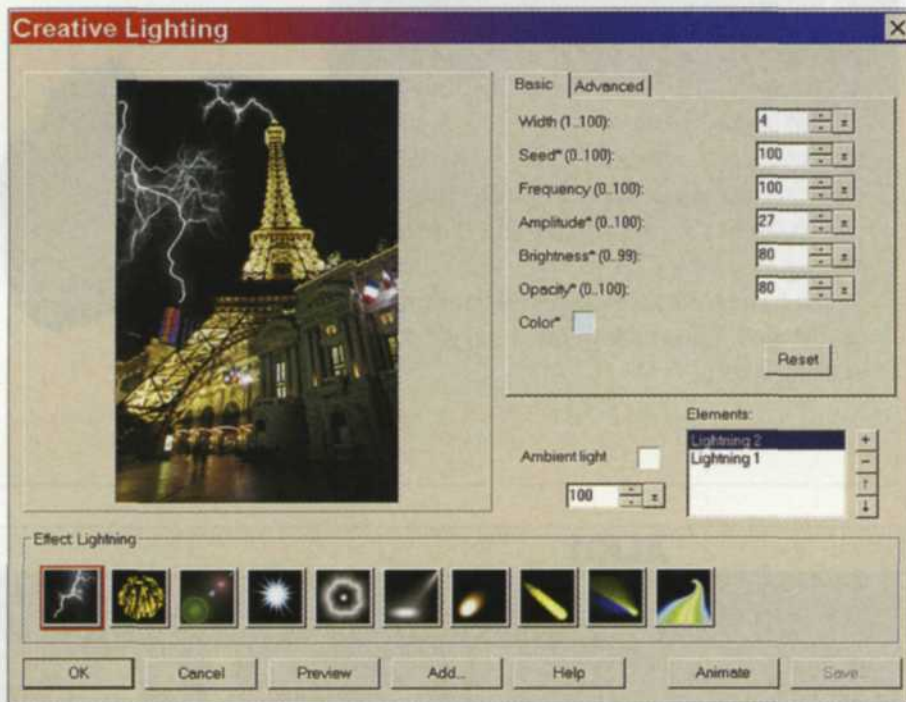 Creative Lighting
Basic Advanced
Width (1..100): 4
Seed* (0..100): 100
Frequency (0..100): 100
Amplitude* (0..100): 27
Brightness* (0..99): 80
Opacity* (0..100): 80
Color*
Reset
Elements:
Lightning 2
Lightning 1
Ambient light
100
Effect Lightning
OK Cancel Preview Add... Help Animate Save...